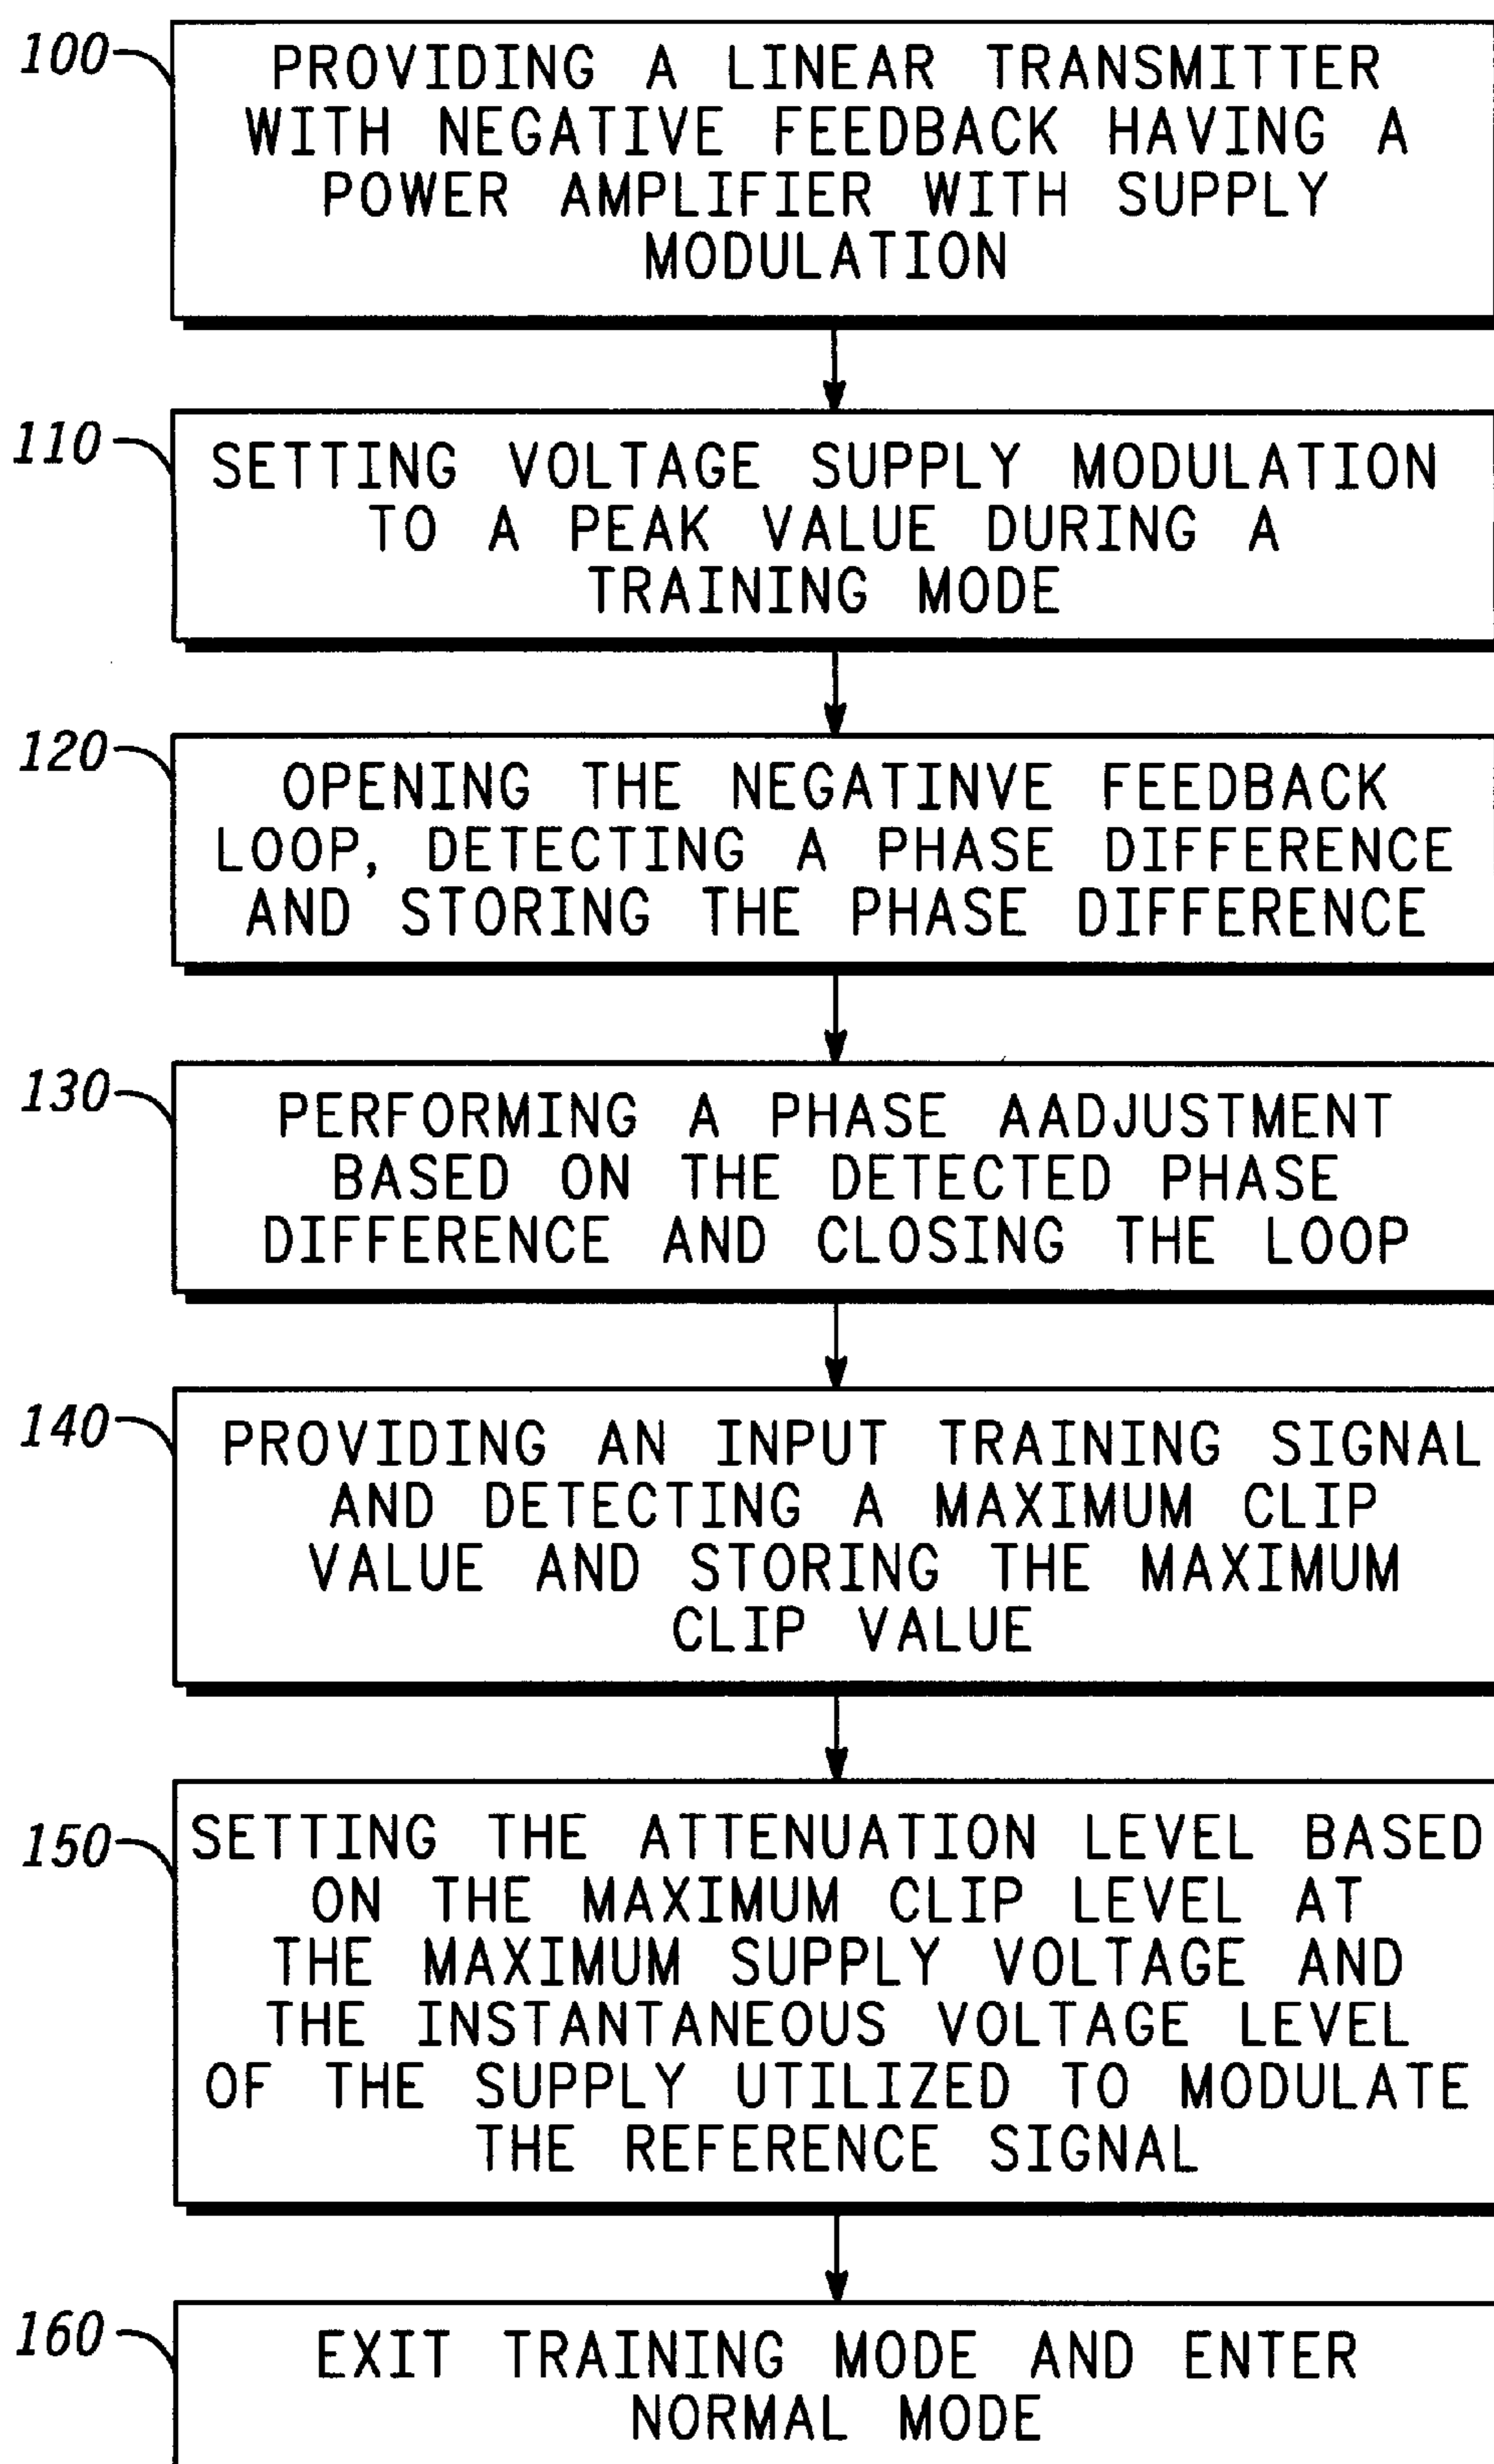 100
PROVIDING A LINEAR TRANSMITTER
WITH NEGATIVE FEEDBACK HAVING A
POWER AMPLIFIER WITH SUPPLY
MODULATION
110
SETTING VOLTAGE SUPPLY MODULATION
TO A PEAK VALUE DURING A
TRAINING MODE
120
OPENING THE NEGATINVE FEEDBACK
LOOP, DETECTING A PHASE DIFFERENCE
AND STORING THE PHASE DIFFERENCE
130
PERFORMING A PHASE AADJUSTMENT
BASED ON THE DETECTED PHASE
DIFFERENCE AND CLOSING THE LOOP
140
PROVIDING AN INPUT TRAINING SIGNAL
AND DETECTING A MAXIMUM CLIP
VALUE AND STORING THE MAXIMUM
CLIP VALUE
150
SETTING THE ATTENUATION LEVEL BASED
ON THE MAXIMUM CLIP LEVEL AT
THE MAXIMUM SUPPLY VOLTAGE AND
THE INSTANTANEOUS VOLTAGE LEVEL
OF THE SUPPLY UTILIZED TO MODULATE
THE REFERENCE SIGNAL
160
EXIT TRAINING MODE AND ENTER
NORMAL MODE